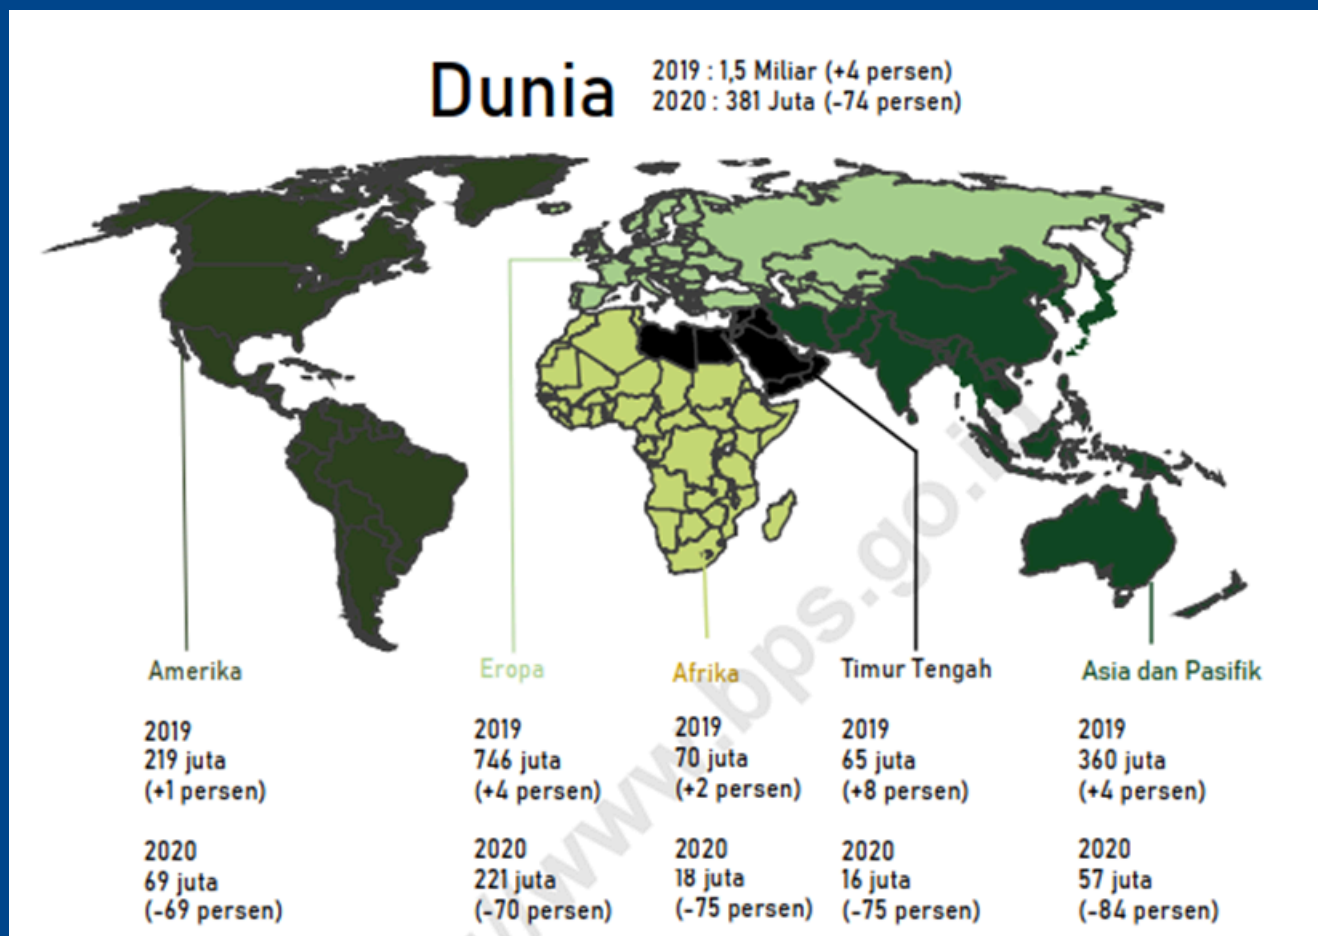 Dunia
2019 : 1,5 Miliar (+4 persen)
2020 : 381 Juta (-74 persen)
Amerika
2019
219 juta
(+1 persen)
2020
69 juta
(-69 persen)
Eropa
2019
746 juta
(+4 persen)
2020
221 juta
(-70 persen)
Afrika
2019
70 juta
(+2 persen)
2020
18 juta
(-75 persen)
Timur Tengah
2019
65 juta
(+8 persen)
2020
16 juta
(-75 persen)
Asia dan Pasifik
2019
360 juta
(+4 persen)
2020
57 juta
(-84 persen)
//www.bps.go.id